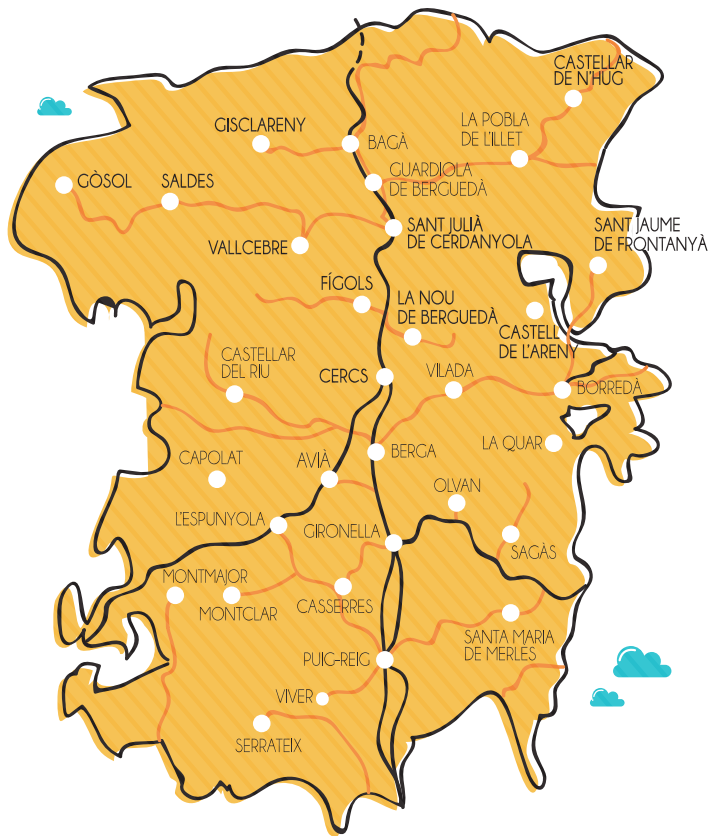 CASTELLAR
DE N'HUG
GISCLARENY
BAGÀ
LA POBLA
DE L'ILLET
GUARDIOLA
DE BERGUEDÀ
GÒSOL
SALDES
SANT JULIÀ
DE CERDANYOLA
SANT JAUME
DE FRONTANYÀ
VALLCEBRE
FÍGOLS
LA NOU
DE BERGUEDÀ
CASTELL
DE L'ARENY
CASTELLAR
DEL RIU
CERCS
VILADA
BORREDÀ
CAPOLAT
AVIÀ
BERGA
LA QUAR
OLVAN
L'ESPUNYOLA
GIRONELLA
SAGÀS
MONTMAJOR
MONTCLAR
CASSERRES
SANTA MARIA
DE MERLES
PUIG-REIG
VIVER
SERRATEIX